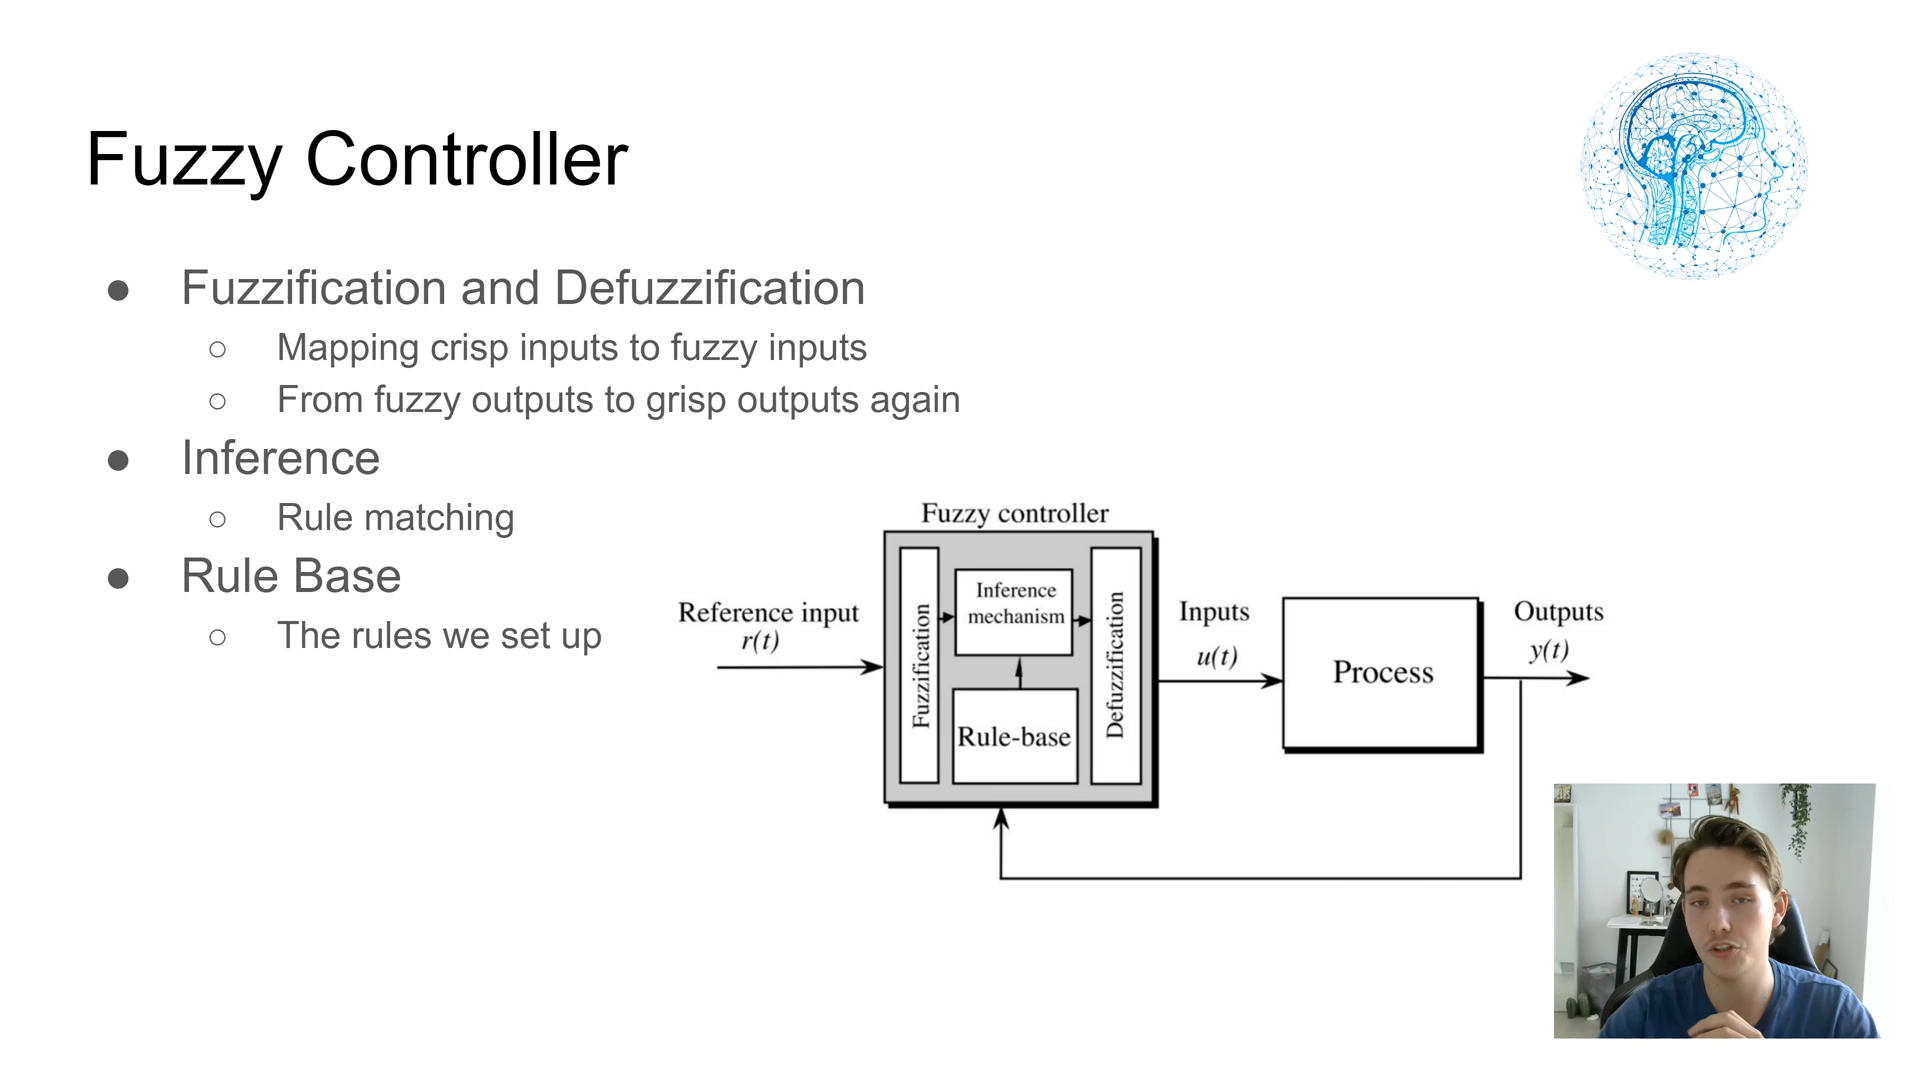 Fuzzy Controller
● Fuzzification and Defuzzification
○ Mapping crisp inputs to fuzzy inputs
○ From fuzzy outputs to grisp outputs again
● Inference
○ Rule matching
● Rule Base
○ The rules we set up
Fuzzy controller
Reference input
r(t)
Fuzzification
Inference
mechanism
Rule-base
Defuzzification
Inputs
u(t)
Process
Outputs
y(t)